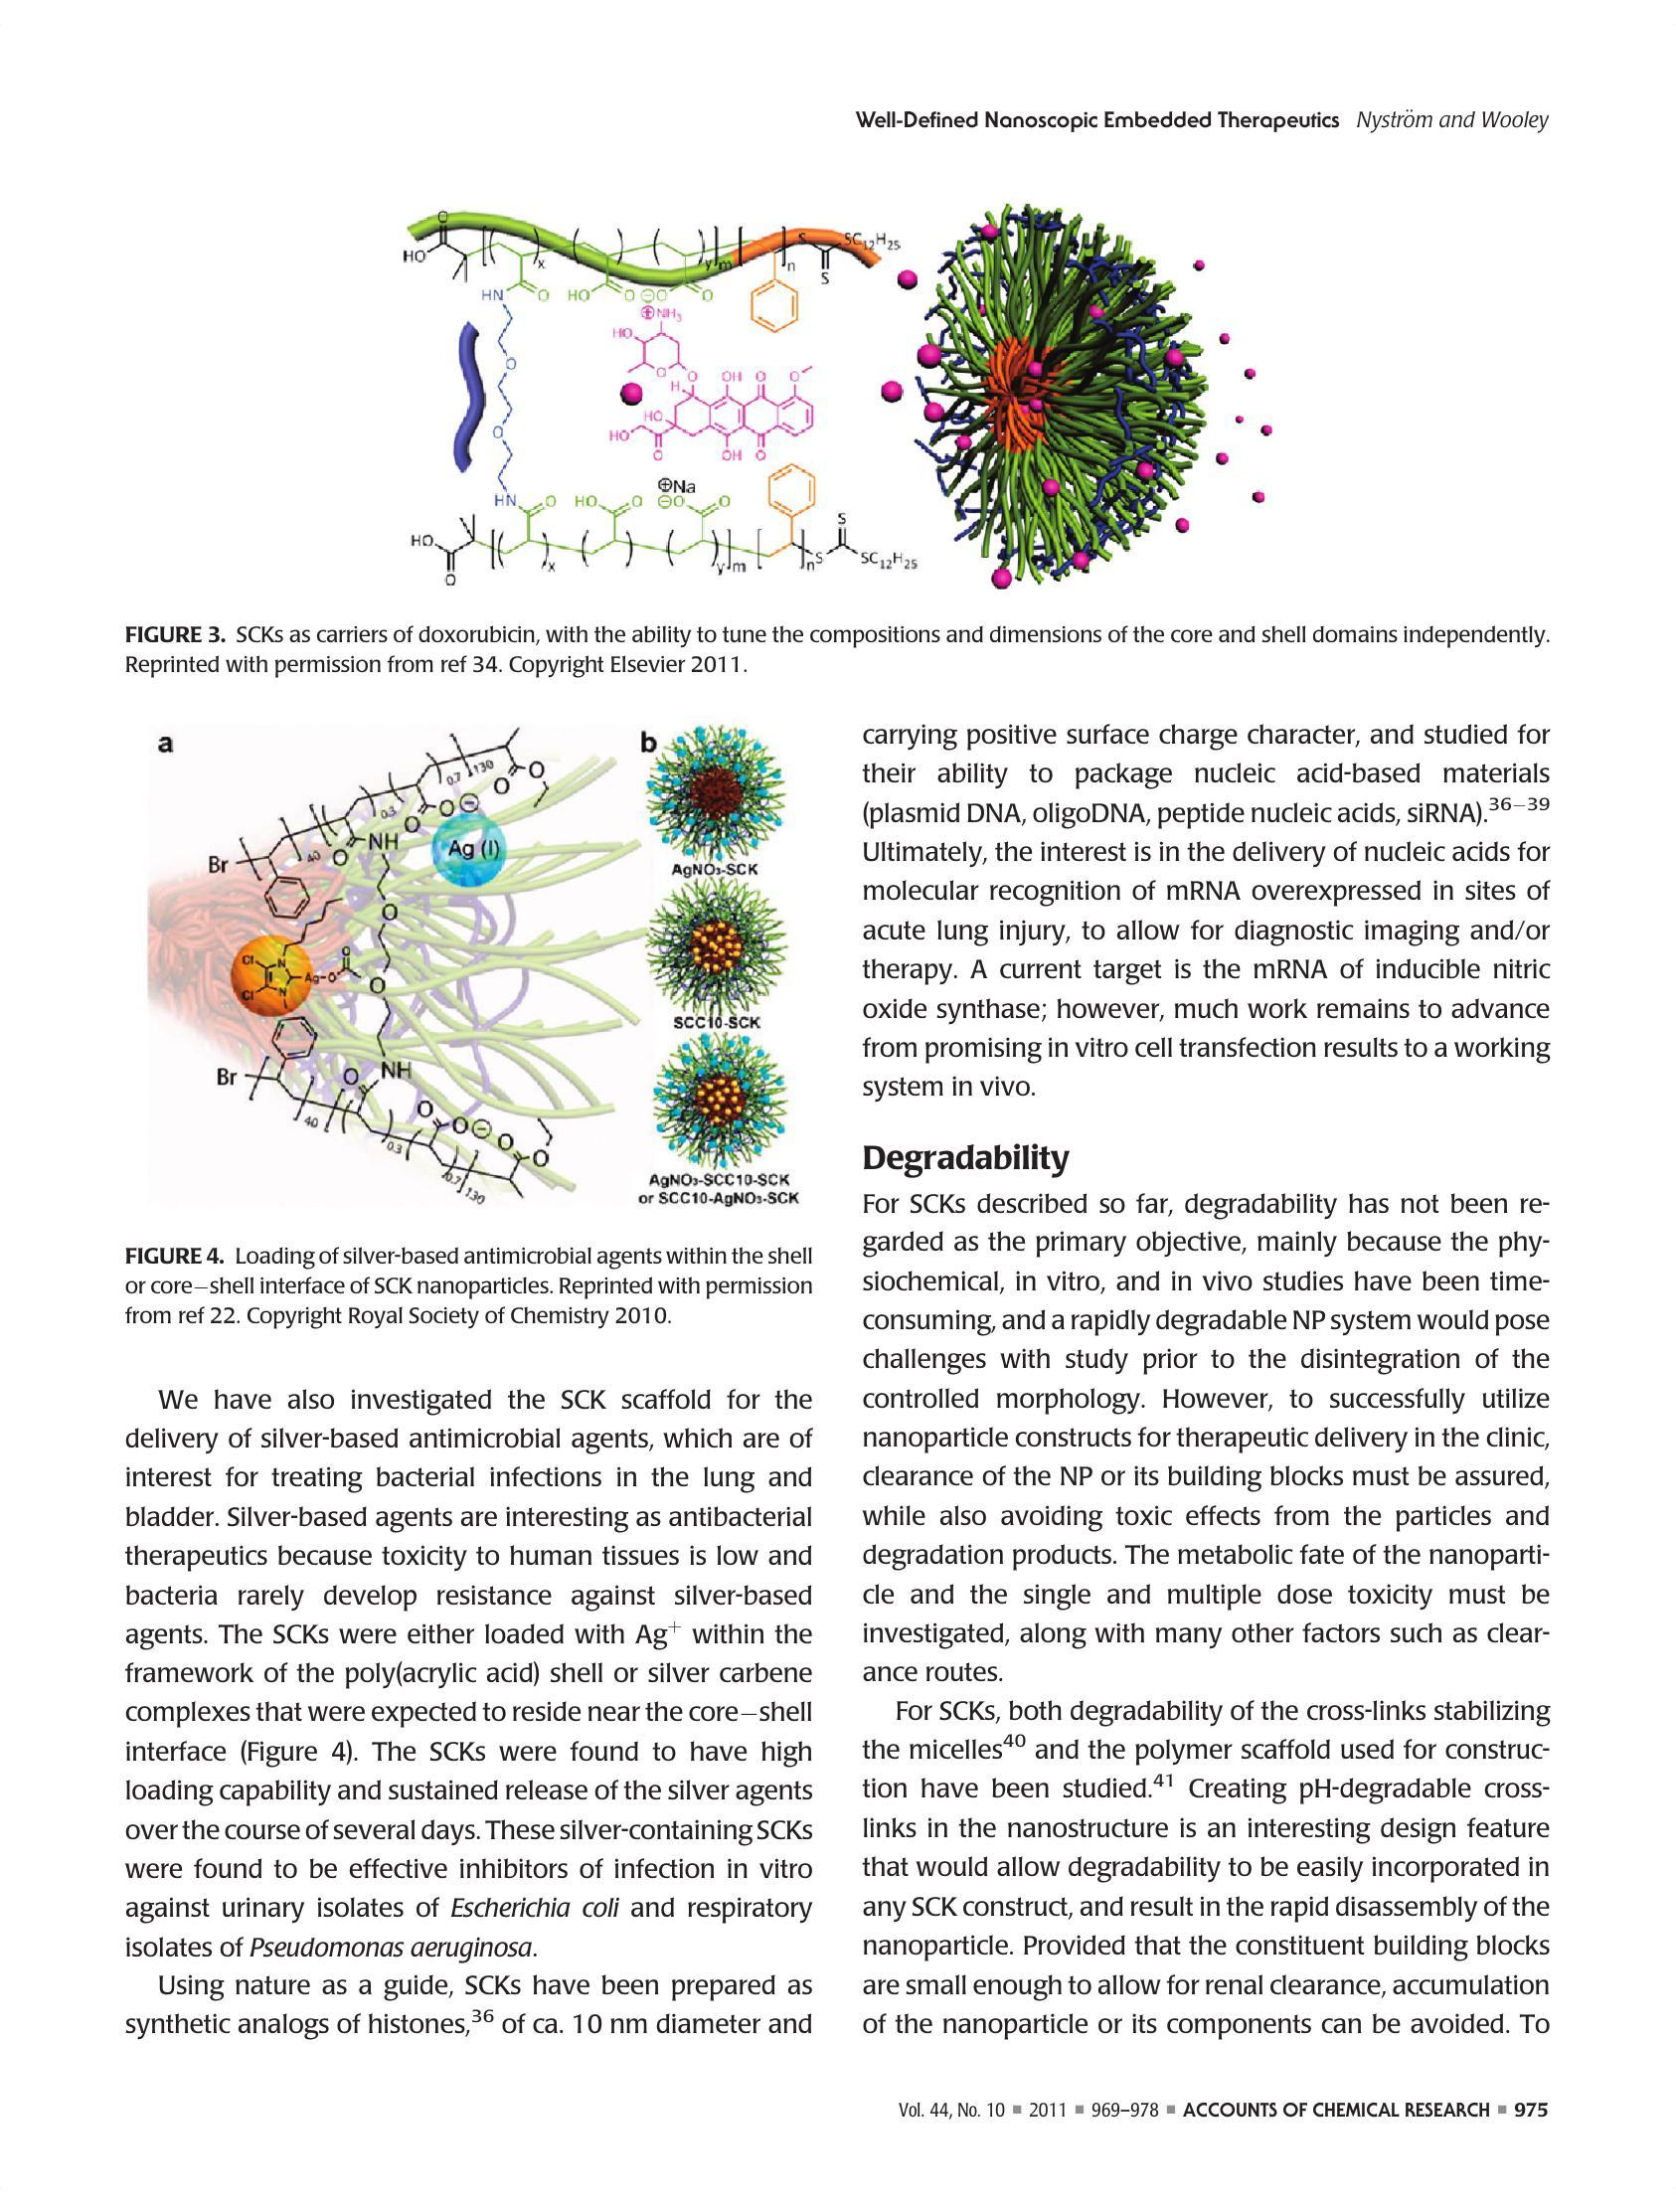 Well-Defined Nanoscopic Embedded Therapeutics Nyström and Wooley
O
HO
x
y
m
n
S
SC12H25
S
HN
O
HO
O
⊖O
O
⊕NH3
HO
O
O
O
H
OH
O
O
HO
HO
O
OH
O
⊕Na
HN
O
HO
O
⊖O
O
HO
O
x
y
m
n
S
S
SC12H25
FIGURE 3. SCKs as carriers of doxorubicin, with the ability to tune the compositions and dimensions of the core and shell domains independently.
Reprinted with permission from ref 34. Copyright Elsevier 2011.
a
Br
40
O
NH
0.3
O
O⊖
0.7
130
O
O
Ag (I)
O
Cl
Cl
N
N
Ag-O
O
O
Br
40
O
NH
0.3
O
O⊖
0.7
130
O
O
b
AgNO3-SCK
SCC10-SCK
AgNO3-SCC10-SCK
or SCC10-AgNO3-SCK
FIGURE 4. Loading of silver-based antimicrobial agents within the shell
or core–shell interface of SCK nanoparticles. Reprinted with permission
from ref 22. Copyright Royal Society of Chemistry 2010.
We have also investigated the SCK scaffold for the
delivery of silver-based antimicrobial agents, which are of
interest for treating bacterial infections in the lung and
bladder. Silver-based agents are interesting as antibacterial
therapeutics because toxicity to human tissues is low and
bacteria rarely develop resistance against silver-based
agents. The SCKs were either loaded with Ag+ within the
framework of the poly(acrylic acid) shell or silver carbene
complexes that were expected to reside near the core–shell
interface (Figure 4). The SCKs were found to have high
loading capability and sustained release of the silver agents
over the course of several days. These silver-containing SCKs
were found to be effective inhibitors of infection in vitro
against urinary isolates of Escherichia coli and respiratory
isolates of Pseudomonas aeruginosa.
Using nature as a guide, SCKs have been prepared as
synthetic analogs of histones,36 of ca. 10 nm diameter and
carrying positive surface charge character, and studied for
their ability to package nucleic acid-based materials
(plasmid DNA, oligoDNA, peptide nucleic acids, siRNA).36–39
Ultimately, the interest is in the delivery of nucleic acids for
molecular recognition of mRNA overexpressed in sites of
acute lung injury, to allow for diagnostic imaging and/or
therapy. A current target is the mRNA of inducible nitric
oxide synthase; however, much work remains to advance
from promising in vitro cell transfection results to a working
system in vivo.
Degradability
For SCKs described so far, degradability has not been re-
garded as the primary objective, mainly because the phy-
siochemical, in vitro, and in vivo studies have been time-
consuming, and a rapidly degradable NP system would pose
challenges with study prior to the disintegration of the
controlled morphology. However, to successfully utilize
nanoparticle constructs for therapeutic delivery in the clinic,
clearance of the NP or its building blocks must be assured,
while also avoiding toxic effects from the particles and
degradation products. The metabolic fate of the nanoparti-
cle and the single and multiple dose toxicity must be
investigated, along with many other factors such as clear-
ance routes.
For SCKs, both degradability of the cross-links stabilizing
the micelles40 and the polymer scaffold used for construc-
tion have been studied.41 Creating pH-degradable cross-
links in the nanostructure is an interesting design feature
that would allow degradability to be easily incorporated in
any SCK construct, and result in the rapid disassembly of the
nanoparticle. Provided that the constituent building blocks
are small enough to allow for renal clearance, accumulation
of the nanoparticle or its components can be avoided. To
Vol. 44, No. 10 ▪ 2011 ▪ 969–978 ▪ ACCOUNTS OF CHEMICAL RESEARCH ▪ 975